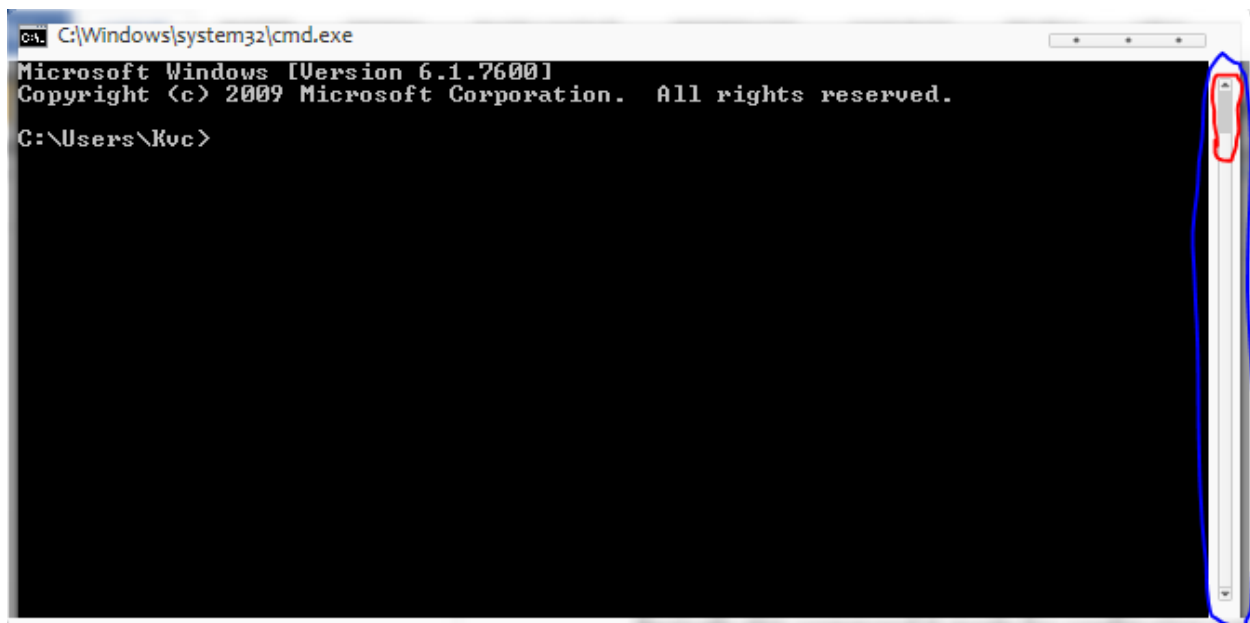 C:\Windows\system32\cmd.exe
Microsoft Windows [Version 6.1.7600]
Copyright (c) 2009 Microsoft Corporation.  All rights reserved.
C:\Users\Kvc>